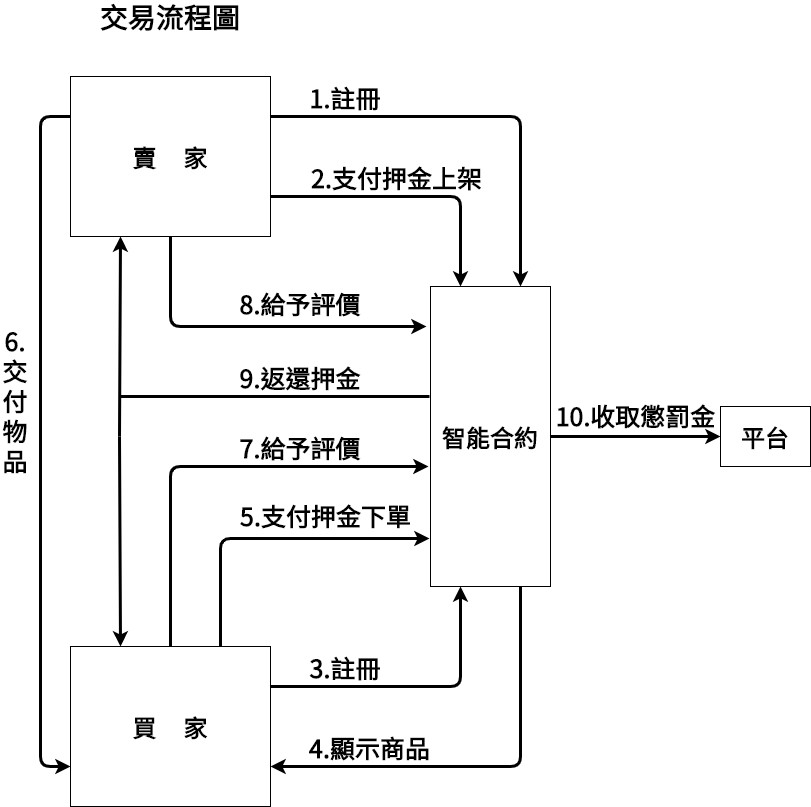 交易流程圖
1.註冊
賣 家
2.支付押金上架
8.給予評價
6.
交
付
物
品
9.返還押金
10.收取懲罰金
7.給予評價
智能合約
平台
5.支付押金下單
3.註冊
買 家
4.顯示商品